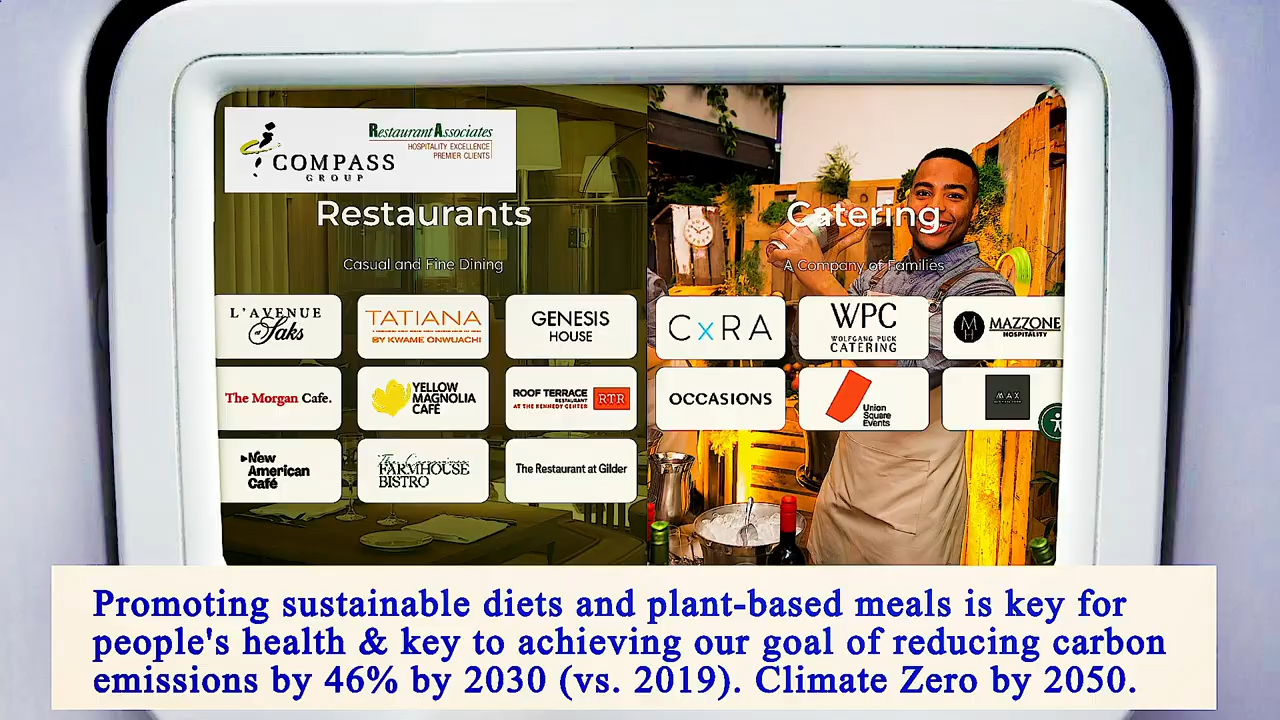 COMPASS
GROUP
Restaurant Associates
HOSPITALITY EXCELLENCE
PREMIER CLIENTS
Restaurants
Casual and Fine Dining
L'AVENUE
at Saks
TATIANA
BY KWAME ONWUACHI
GENESIS
HOUSE
The Morgan Cafe.
YELLOW
MAGNOLIA
CAFÉ
ROOF TERRACE
RESTAURANT
AT THE KENNEDY CENTER
RTR
New
American
Café
FARMHOUSE
BISTRO
The Restaurant at Gilder
Catering
A Company of Families
CxRA
WPC
WOLFGANG PUCK
CATERING
MH
MAZZONE
HOSPITALITY
OCCASIONS
Union
Square
Events
MAX
Promoting sustainable diets and plant-based meals is key for
people's health & key to achieving our goal of reducing carbon
emissions by 46% by 2030 (vs. 2019). Climate Zero by 2050.